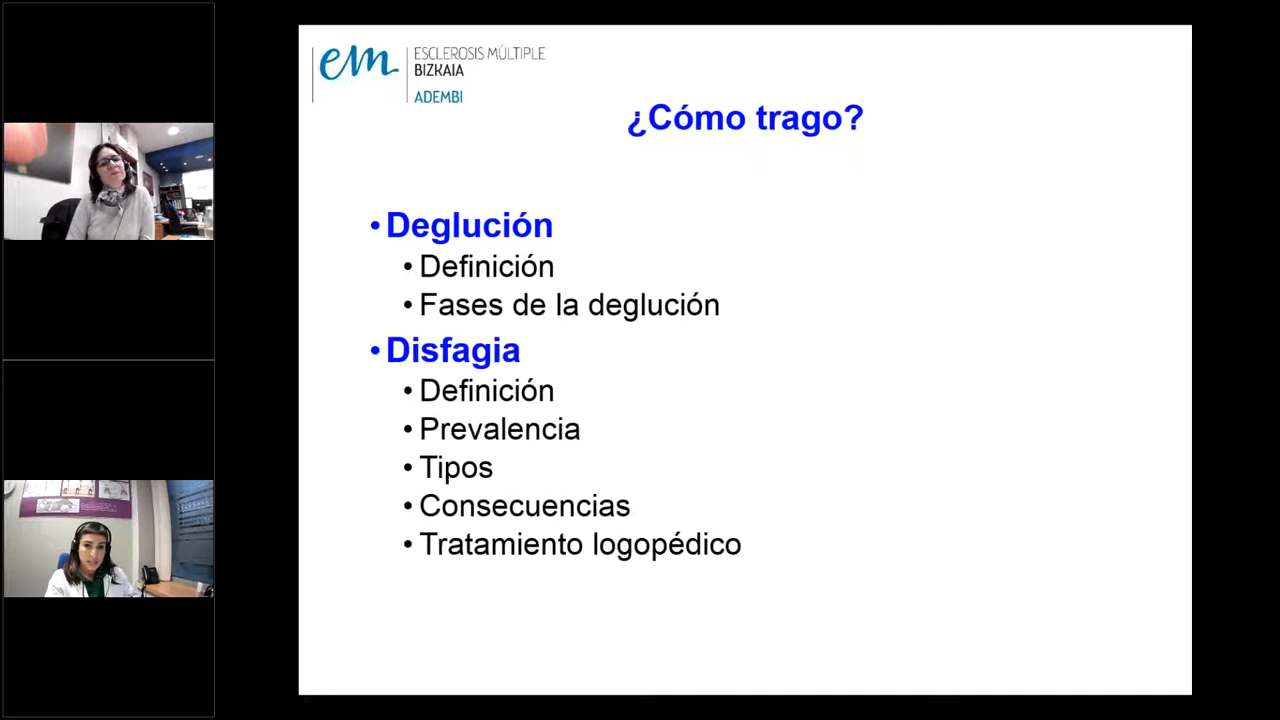 em
ESCLEROSIS MÚLTIPLE
BIZKAIA
ADEMBI
¿Cómo trago?
• Deglución
• Definición
• Fases de la deglución
• Disfagia
• Definición
• Prevalencia
• Tipos
• Consecuencias
• Tratamiento logopédico